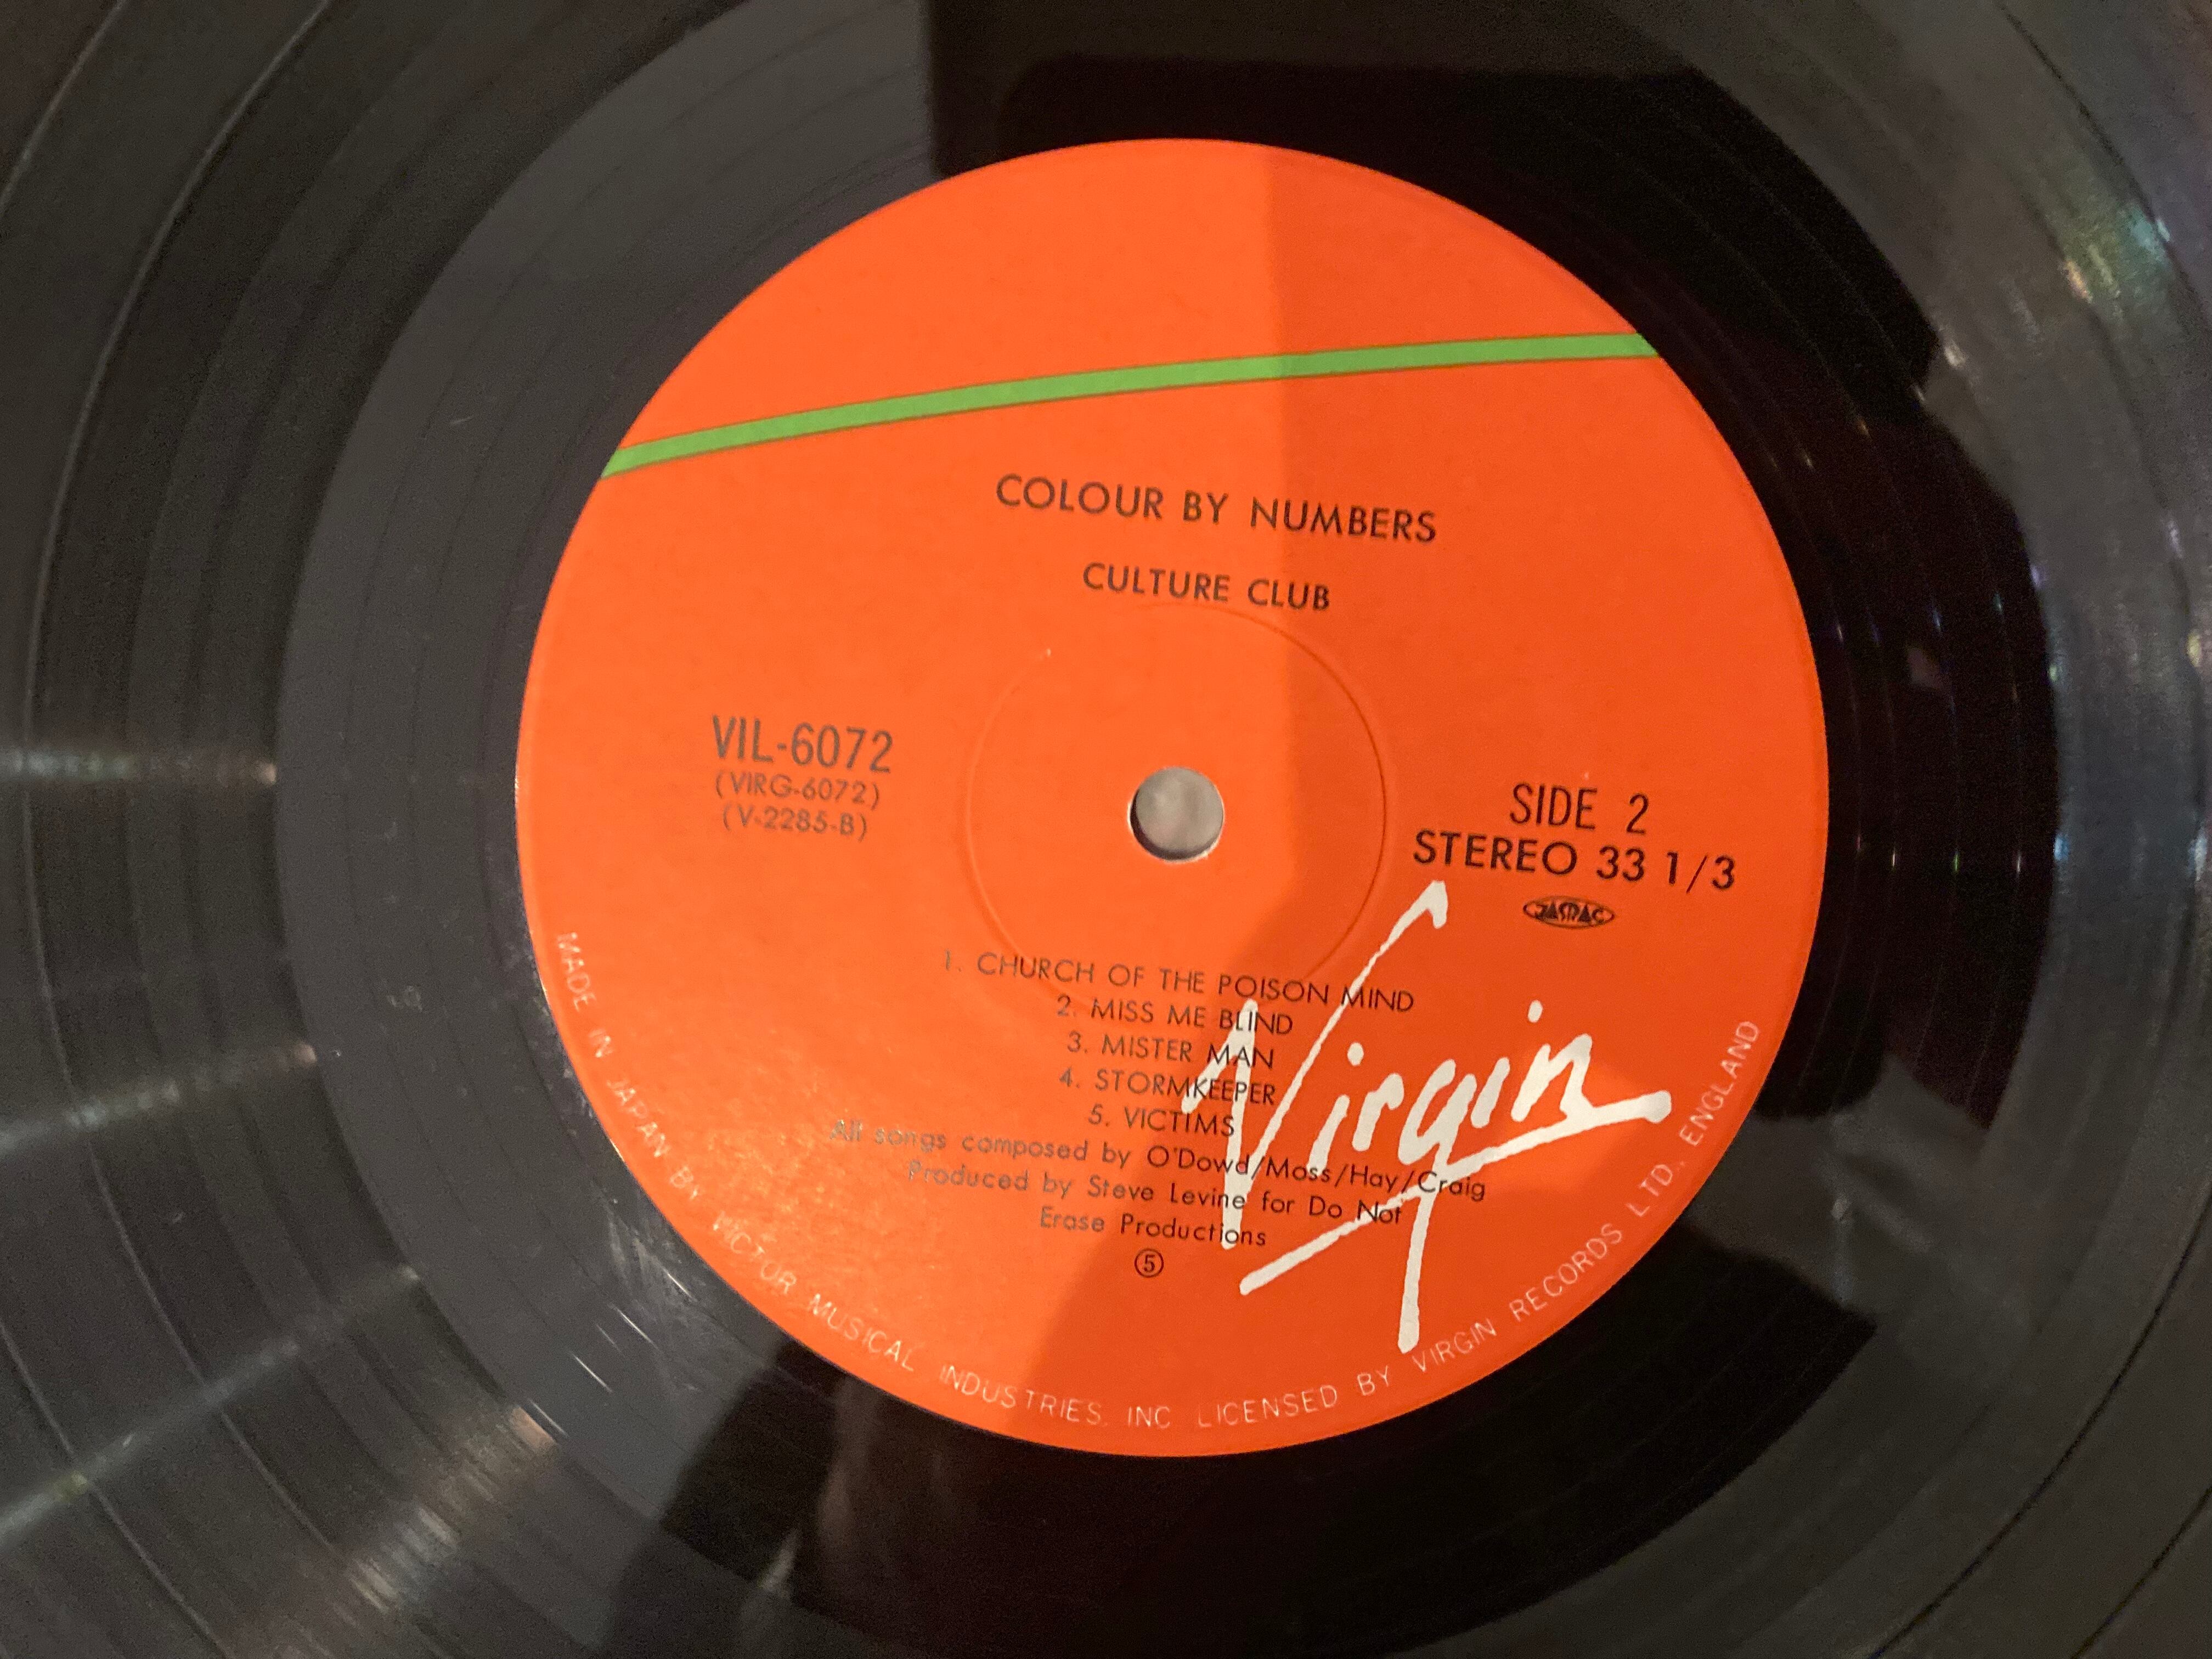 COLOUR BY NUMBERS
CULTURE CLUB
VIL-6072
(VIRG-6072)
(V-2285-B)
SIDE 2
STEREO 33 1/3
JASRAC
1. CHURCH OF THE POISON MIND
2. MISS ME BLIND
3. MISTER MAN
4. STORMKEEPER
5. VICTIMS
All songs composed by O'Dowd/Moss/Hay/Craig
Produced by Steve Levine for Do Not
Erase Productions
⑤
Virgin
MADE IN JAPAN BY VICTOR MUSICAL INDUSTRIES, INC LICENSED BY VIRGIN RECORDS LTD., ENGLAND